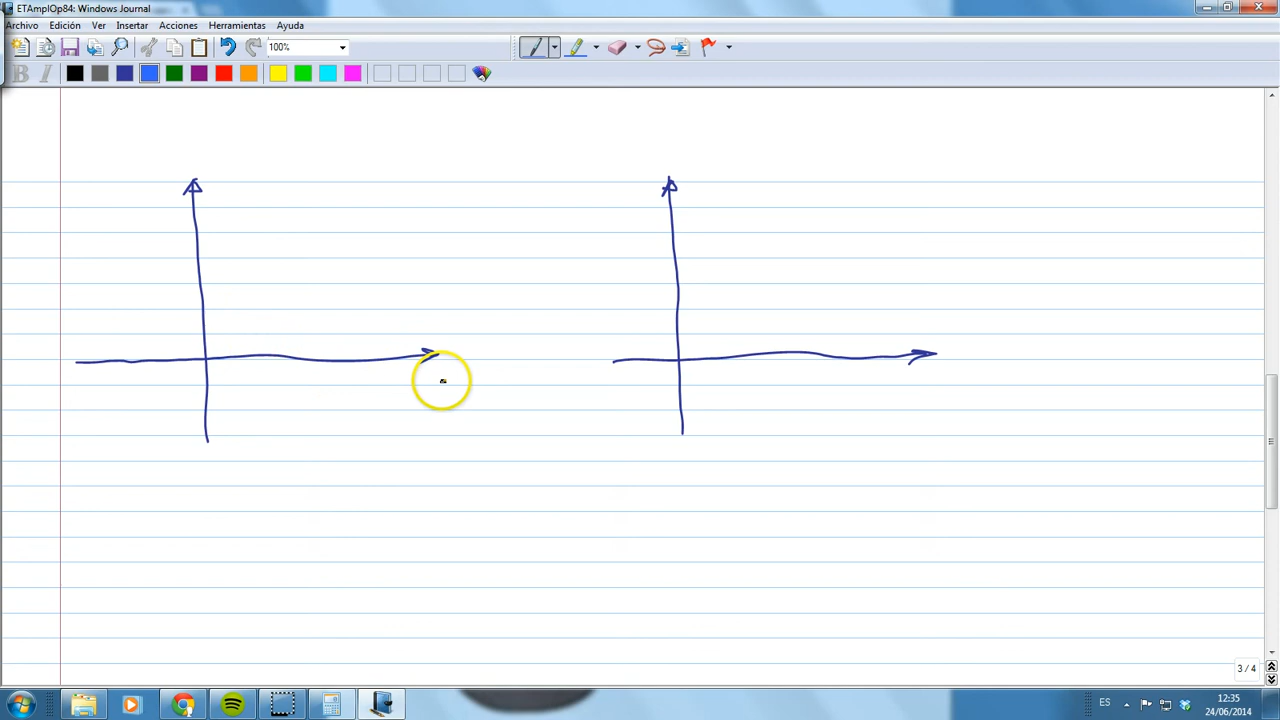 ETAmplOp84: Windows Journal
Archivo Edición Ver Insertar Acciones Herramientas Ayuda
100%
B I
3 / 4
ES 12:35
24/06/2014